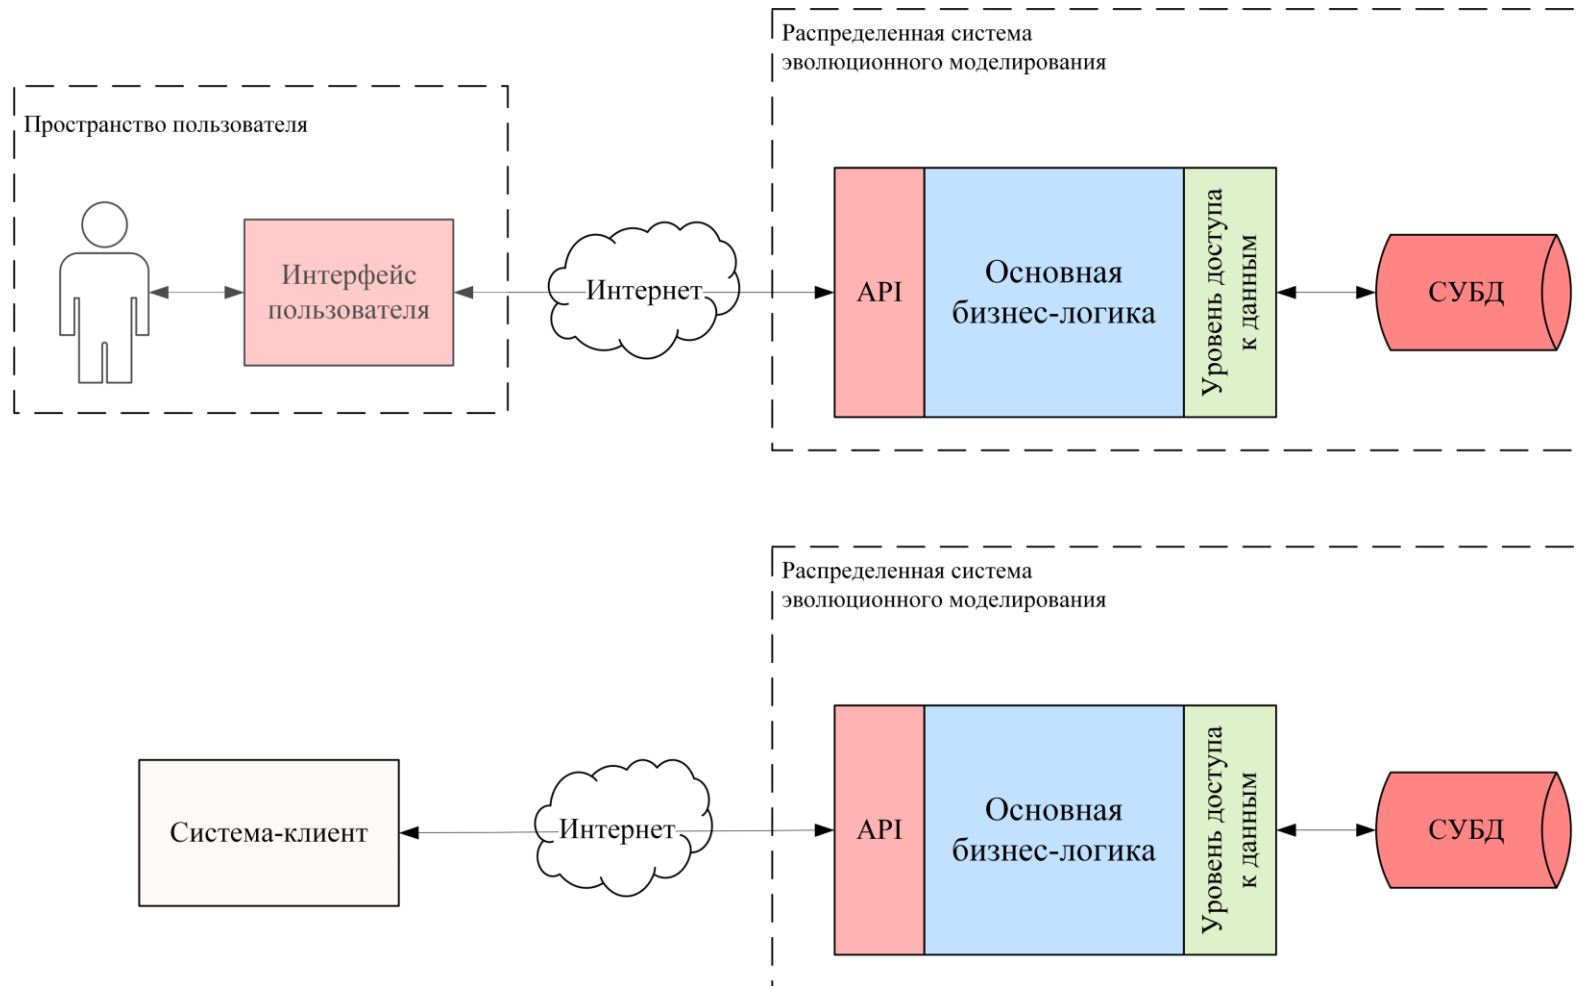 Распределенная система
эволюционного моделирования
Пространство пользователя
Интерфейс
пользователя
Интернет
API
Основная
бизнес-логика
Уровень доступа
к данным
СУБД
Распределенная система
эволюционного моделирования
Система-клиент
Интернет
API
Основная
бизнес-логика
Уровень доступа
к данным
СУБД